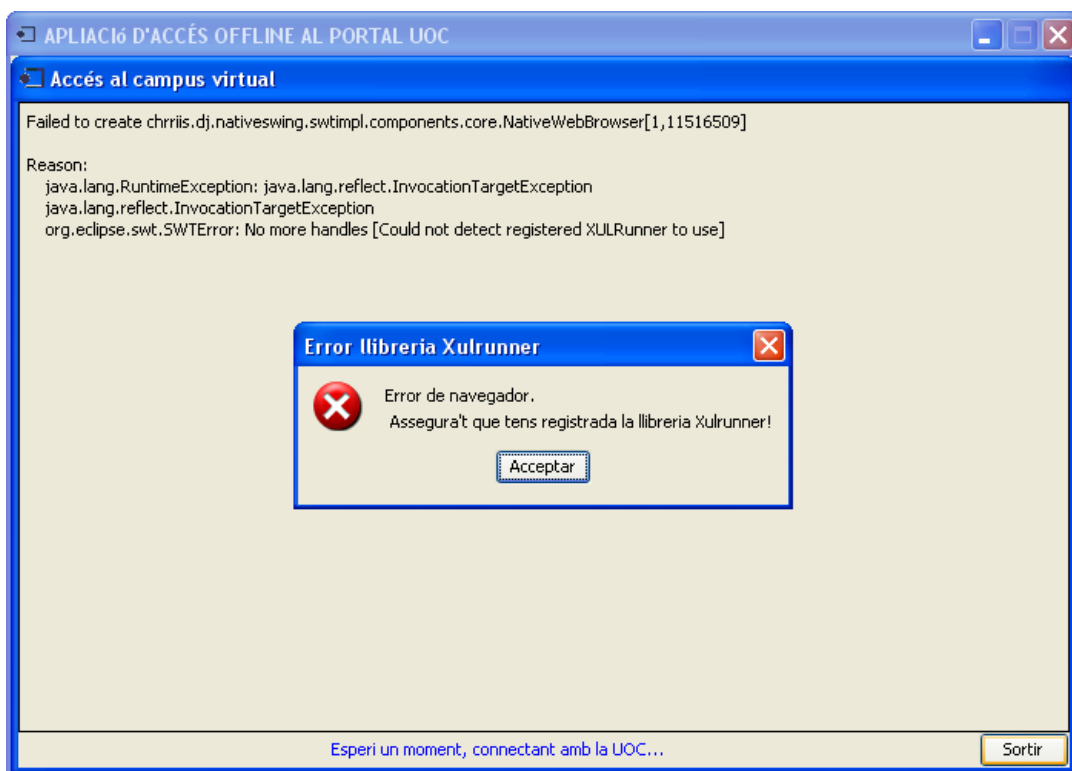 APLIACIó D'ACCÉS OFFLINE AL PORTAL UOC
Accés al campus virtual
Failed to create chrriis.dj.nativeswing.swtimpl.components.core.NativeWebBrowser[1,11516509]
Reason:
java.lang.RuntimeException: java.lang.reflect.InvocationTargetException
java.lang.reflect.InvocationTargetException
org.eclipse.swt.SWTError: No more handles [Could not detect registered XULRunner to use]
Error llibreria Xulrunner
Error de navegador.
Assegura't que tens registrada la llibreria Xulrunner!
Acceptar
Esperi un moment, connectant amb la UOC...
Sortir